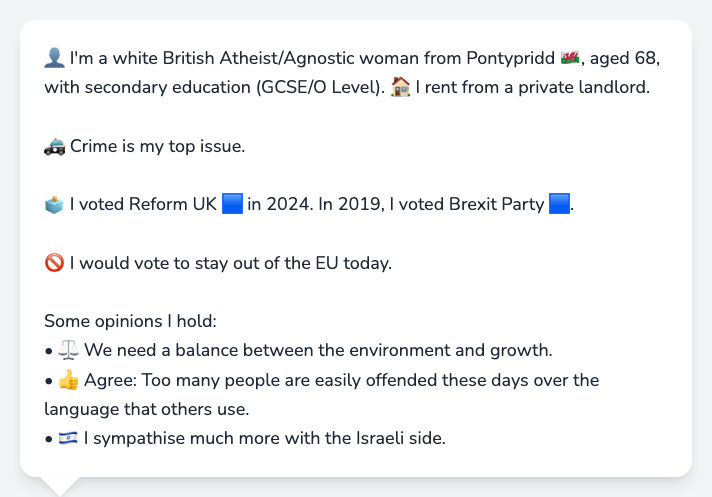 👤 I'm a white British Atheist/Agnostic woman from Pontypridd 🏴󠁧󠁢󠁷󠁬󠁳󠁿, aged 68,
with secondary education (GCSE/O Level). 🏠 I rent from a private landlord.
🚓 Crime is my top issue.
🗳️ I voted Reform UK 🟦 in 2024. In 2019, I voted Brexit Party 🟦.
🚫 I would vote to stay out of the EU today.
Some opinions I hold:
• ⚖️ We need a balance between the environment and growth.
• 👍 Agree: Too many people are easily offended these days over the
language that others use.
• 🇮🇱 I sympathise much more with the Israeli side.